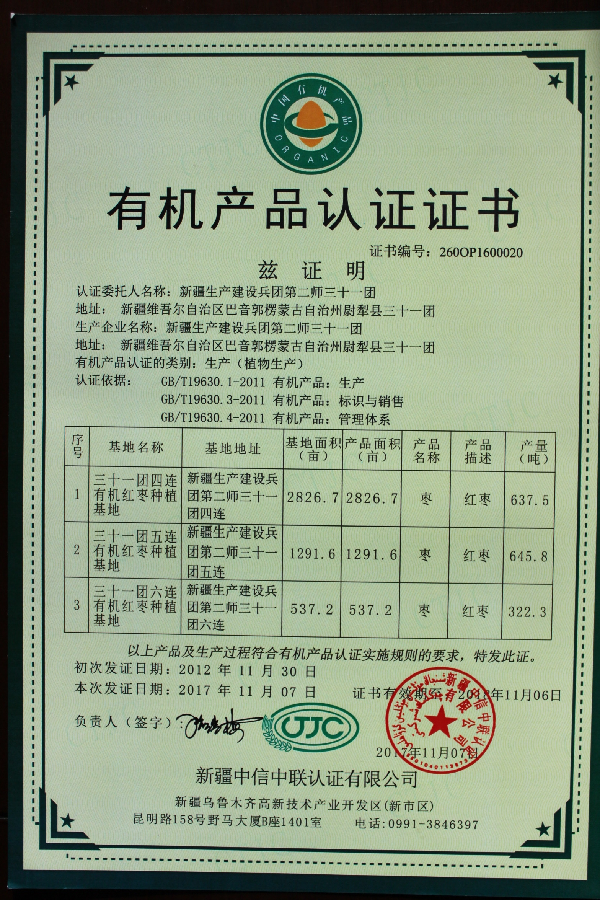 中国有机产品
ORGANIC
有机产品认证证书
证书编号：260OP1600020
兹 证 明
认证委托人名称：新疆生产建设兵团第二师三十一团
地址： 新疆维吾尔自治区巴音郭楞蒙古自治州尉犁县三十一团
生产企业名称：新疆生产建设兵团第二师三十一团
地址： 新疆维吾尔自治区巴音郭楞蒙古自治州尉犁县三十一团
有机产品认证的类别：生产（植物生产）
认证依据： GB/T19630.1-2011 有机产品：生产
GB/T19630.3-2011 有机产品：标识与销售
GB/T19630.4-2011 有机产品：管理体系
序号 基地名称 基地地址 基地面积（亩） 产品面积（亩） 产品名称 产品描述 产量（吨）
1 三十一团四连有机红枣种植基地 新疆生产建设兵团第二师三十一团四连 2826.7 2826.7 枣 红枣 637.5
2 三十一团五连有机红枣种植基地 新疆生产建设兵团第二师三十一团五连 1291.6 1291.6 枣 红枣 645.8
3 三十一团六连有机红枣种植基地 新疆生产建设兵团第二师三十一团六连 537.2 537.2 枣 红枣 322.3
以上产品及生产过程符合有机产品认证实施规则的要求，特发此证。
初次发证日期：2012 年 11 月 30 日
本次发证日期：2017 年 11 月 07 日 证书有效期至：2018年11月06日
负责人（签字）：
UJC
2017年11月07日
新疆中信中联认证有限公司
新疆乌鲁木齐高新技术产业开发区(新市区)
昆明路158号野马大厦B座1401室 电话:0991-3846397